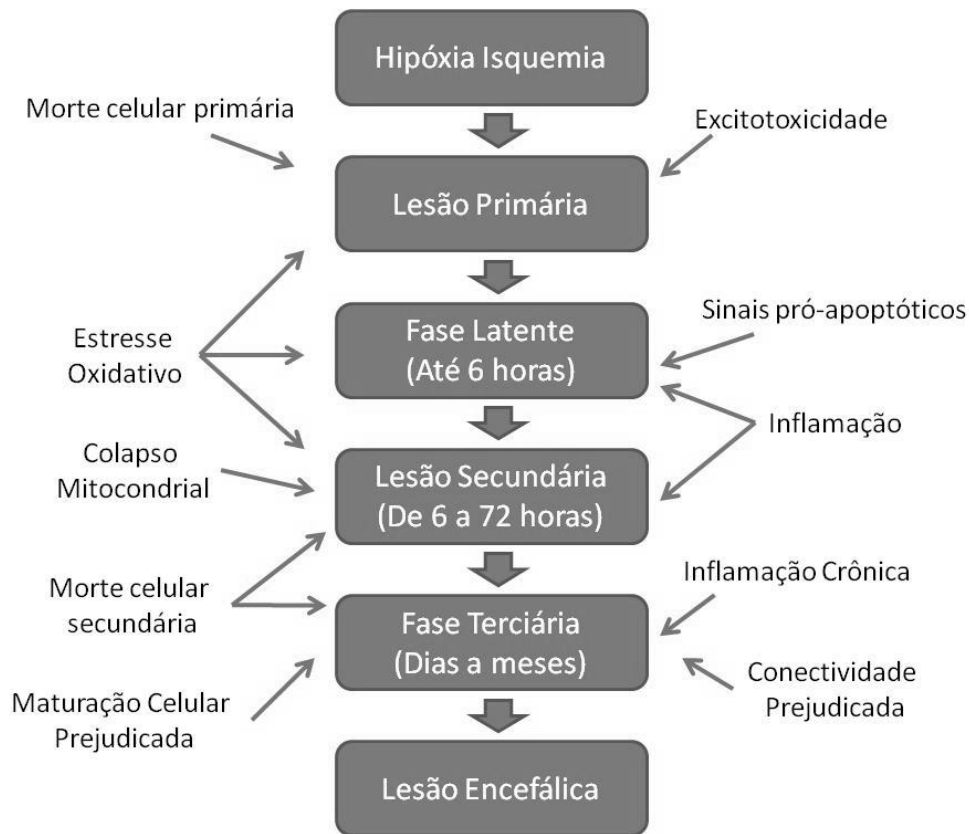 Hipóxia Isquemia
Morte celular primária
Excitotoxicidade
Lesão Primária
Estresse
Oxidativo
Fase Latente
(Até 6 horas)
Sinais pró-apoptóticos
Inflamação
Colapso
Mitocondrial
Lesão Secundária
(De 6 a 72 horas)
Morte celular
secundária
Fase Terciária
(Dias a meses)
Inflamação Crônica
Maturação Celular
Prejudicada
Conectividade
Prejudicada
Lesão Encefálica